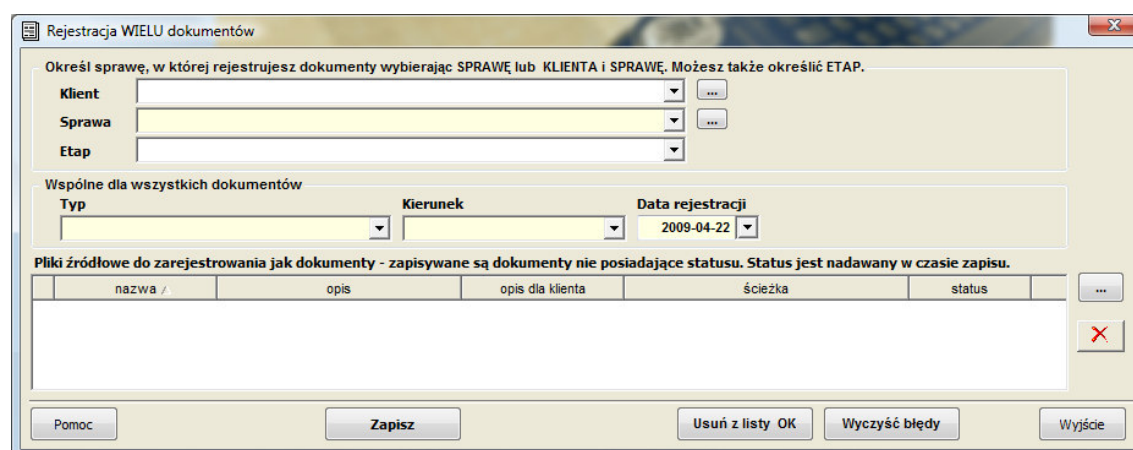 Rejestracja WIELU dokumentów
Określ sprawę, w której rejestrujesz dokumenty wybierając SPRAWĘ lub KLIENTA i SPRAWĘ. Możesz także określić ETAP.
Klient ...
Sprawa ...
Etap
Wspólne dla wszystkich dokumentów
Typ Kierunek Data rejestracji
2009-04-22
Pliki źródłowe do zarejestrowania jak dokumenty - zapisywane są dokumenty nie posiadające statusu. Status jest nadawany w czasie zapisu.
nazwa opis opis dla klienta ścieżka status ...
Pomoc Zapisz Usuń z listy OK Wyczyść błędy Wyjście